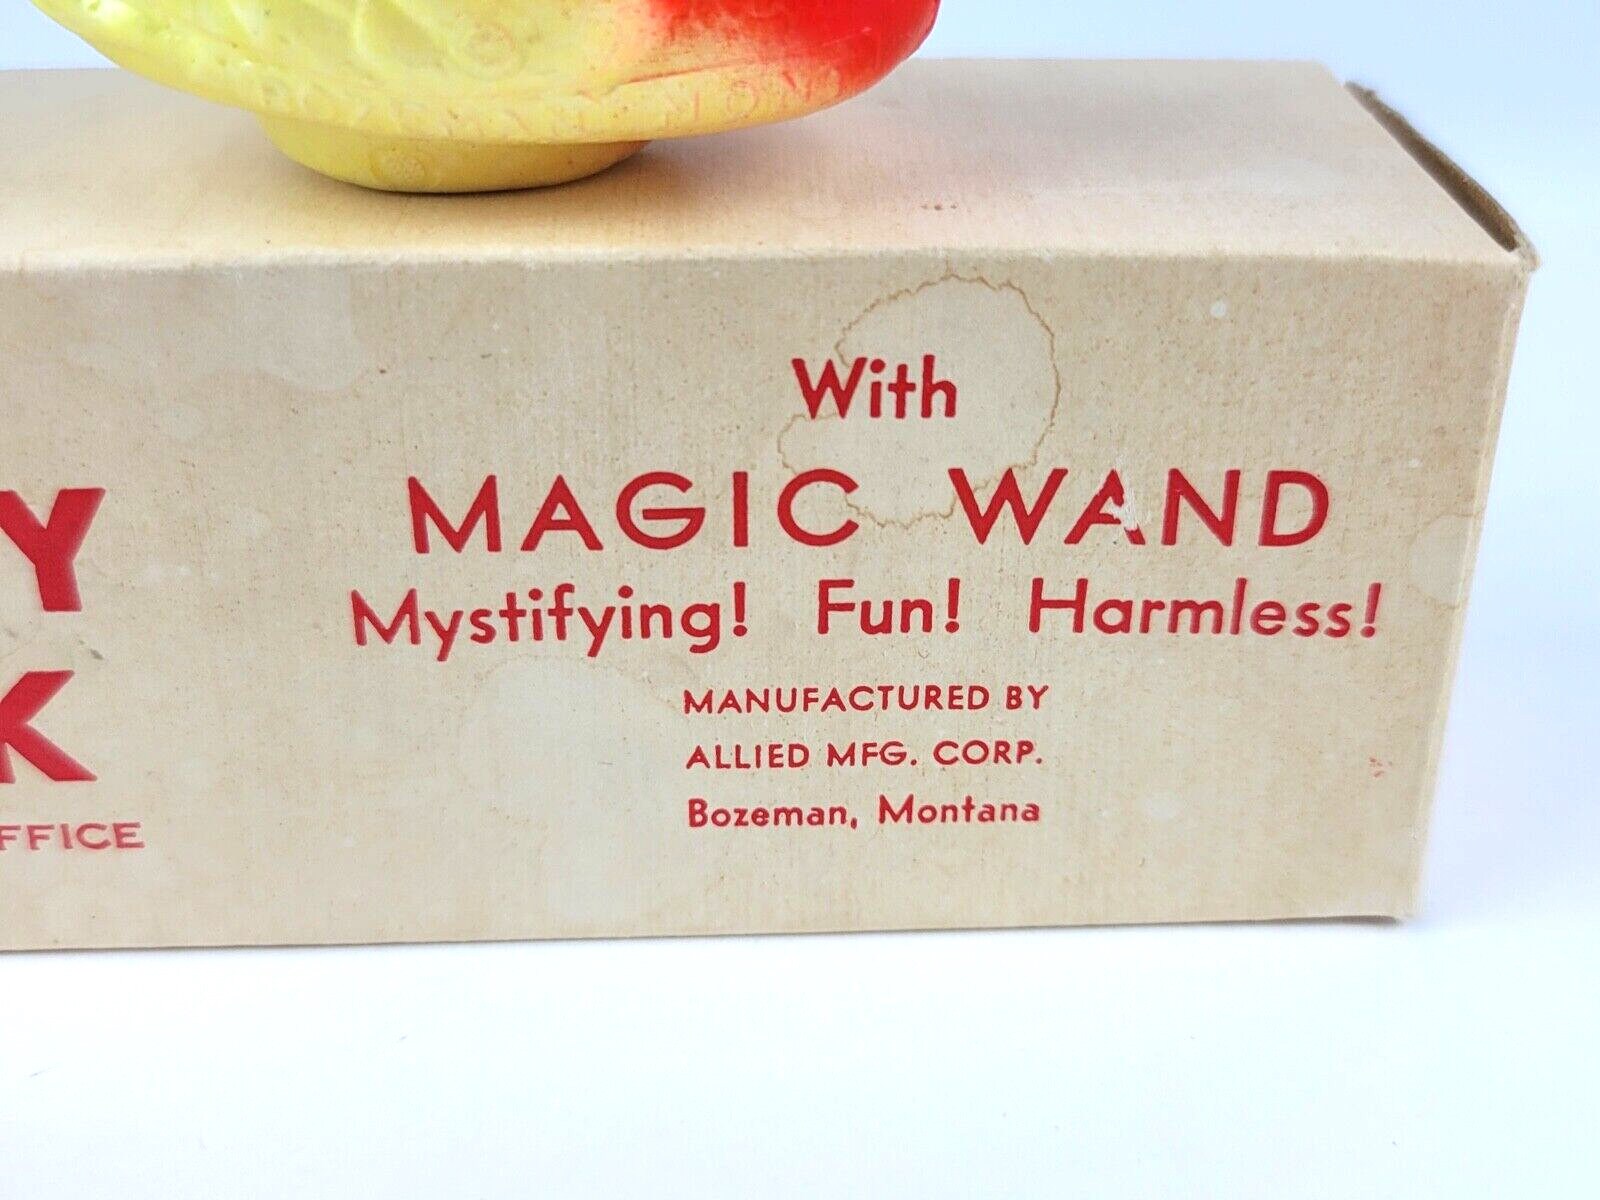 With
MAGIC WAND
Mystifying! Fun! Harmless!
MANUFACTURED BY
ALLIED MFG. CORP.
Bozeman, Montana
Y
K
FFICE